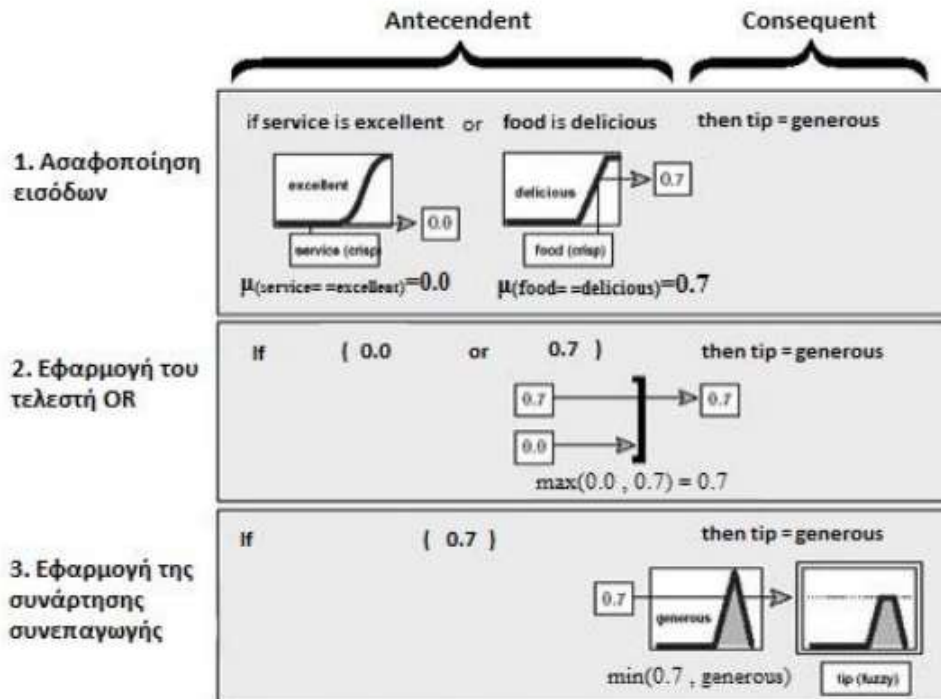 Antecendent
Consequent
1. Ασαφοποίηση
εισόδων
if service is excellent or food is delicious then tip = generous
excellent
delicious
0.7
0.0
service (crisp)
food (crisp)
μ(service= =excellent)=0.0
μ(food= =delicious)=0.7
2. Εφαρμογή του
τελεστή OR
If ( 0.0 or 0.7 ) then tip = generous
0.7
0.7
0.0
max(0.0 , 0.7) = 0.7
3. Εφαρμογή της
συνάρτησης
συνεπαγωγής
If ( 0.7 ) then tip = generous
0.7
generous
min(0.7 , generous)
tip (fuzzy)